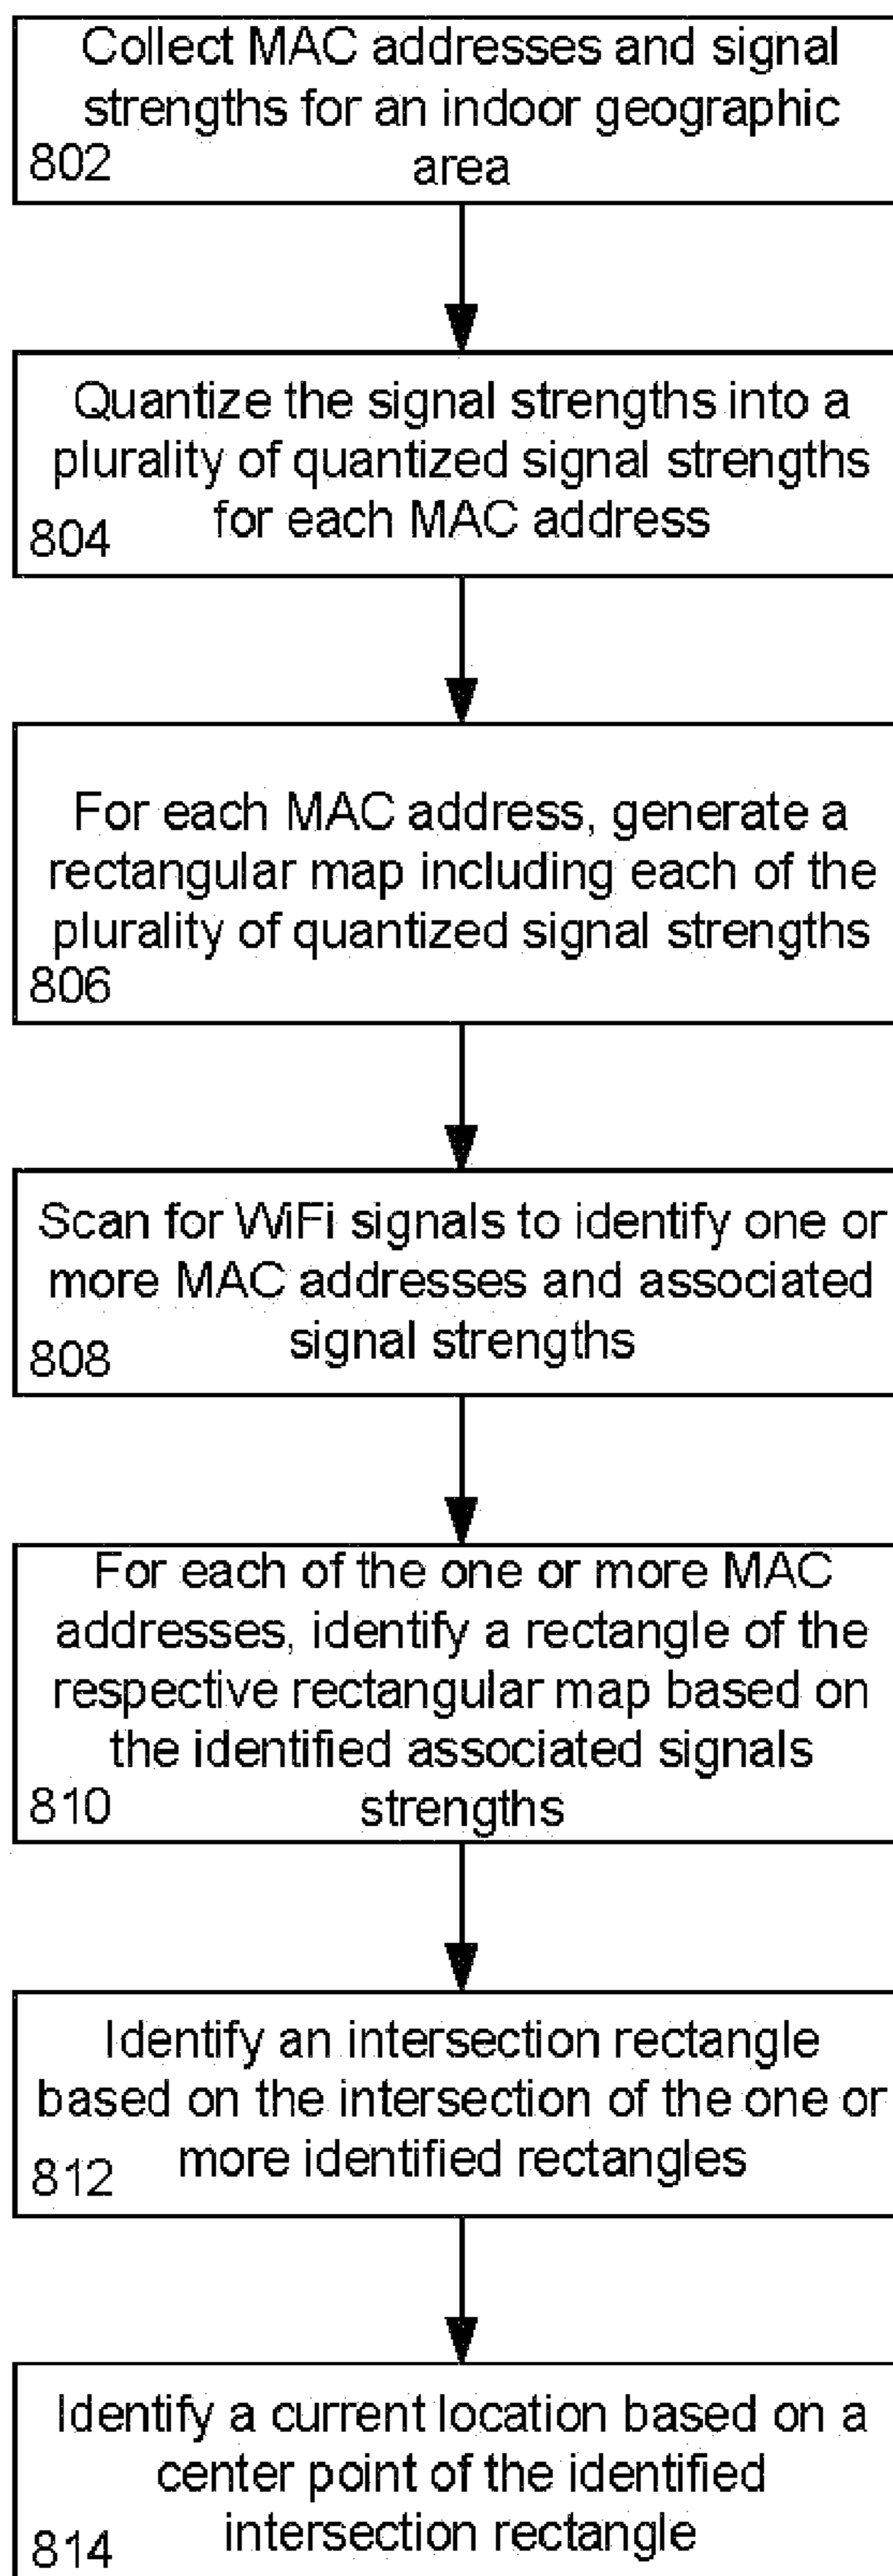 Collect MAC addresses and signal
strengths for an indoor geographic
area
802
Quantize the signal strengths into a
plurality of quantized signal strengths
for each MAC address
804
For each MAC address, generate a
rectangular map including each of the
plurality of quantized signal strengths
806
Scan for WiFi signals to identify one or
more MAC addresses and associated
signal strengths
808
For each of the one or more MAC
addresses, identify a rectangle of the
respective rectangular map based on
the identified associated signals
strengths
810
Identify an intersection rectangle
based on the intersection of the one or
more identified rectangles
812
Identify a current location based on a
center point of the identified
intersection rectangle
814